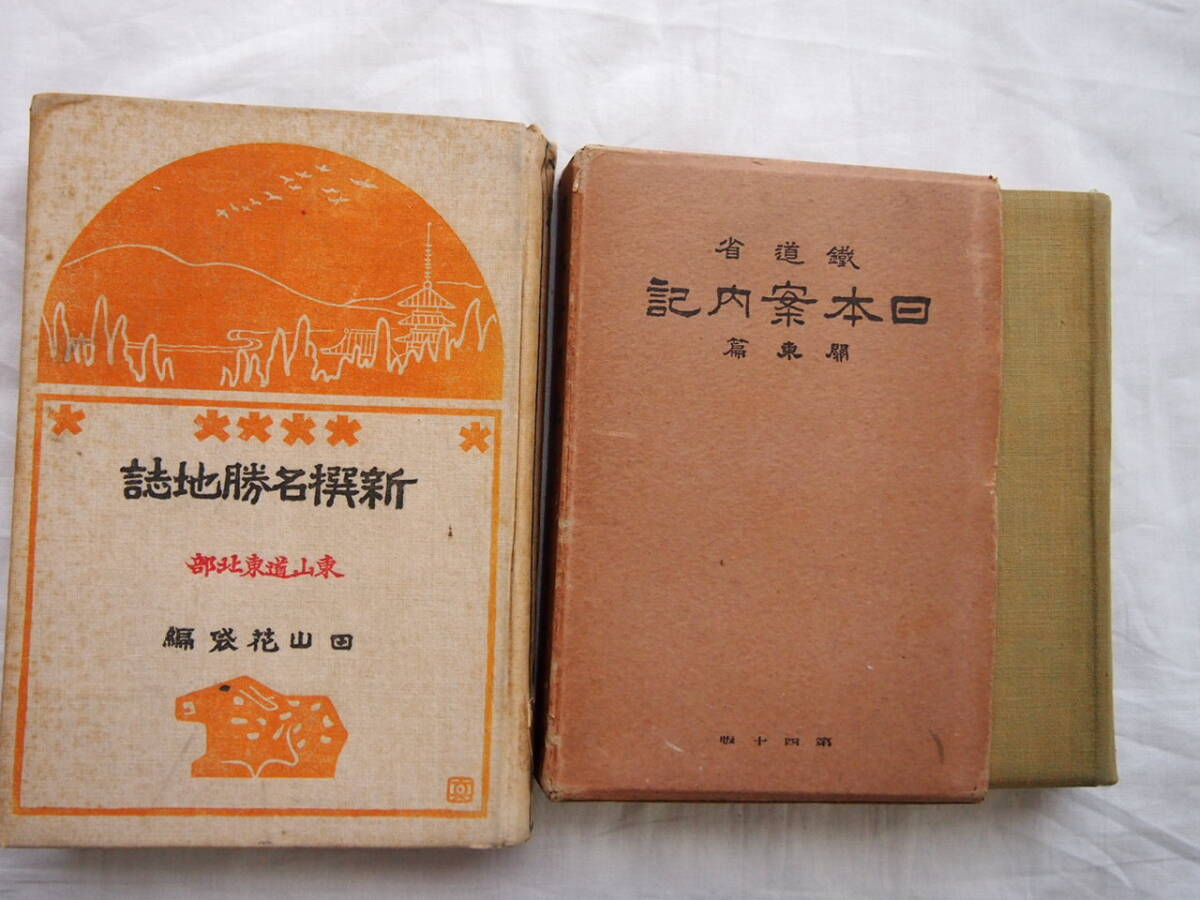 新撰名勝地誌
東山道東北部
田山花袋編
鐵道省
日本案内記
關東篇
第四十版